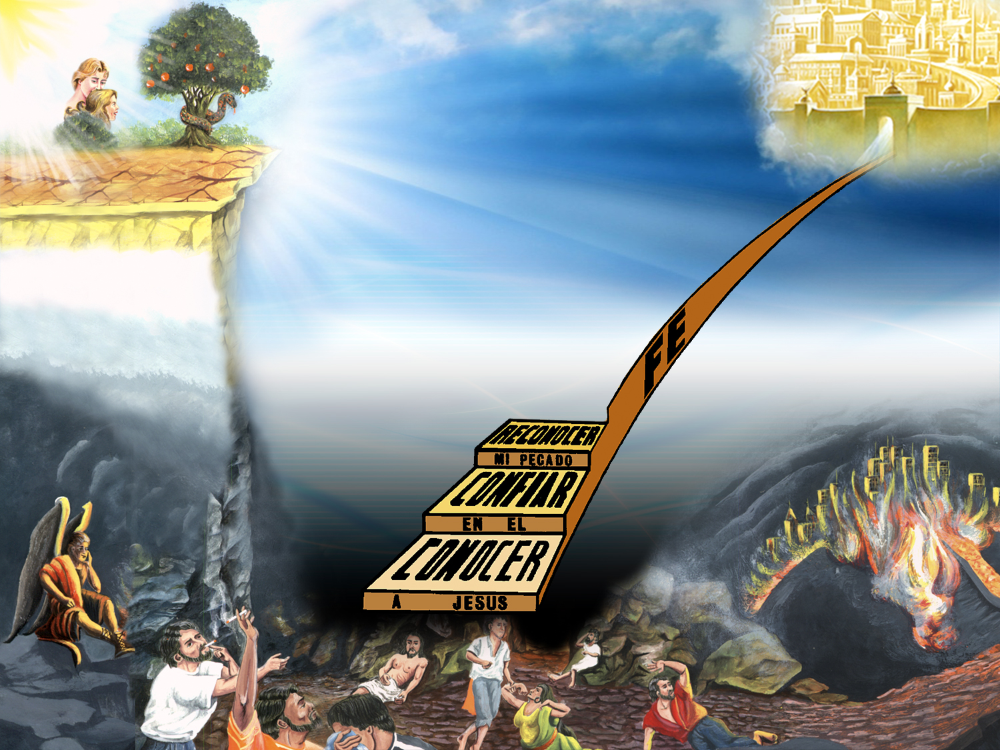 FE
RECONOCER
MI PECADO
CONFIAR
EN EL
CONOCER
A JESUS